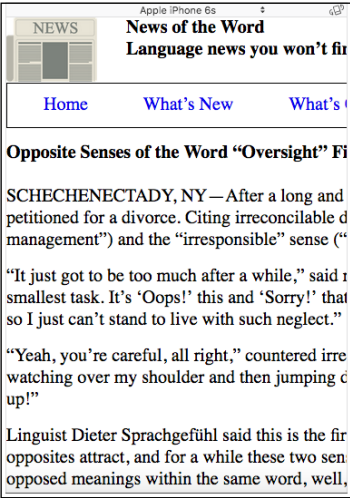 Apple iPhone 6s
NEWS
News of the Word
Language news you won’t fi
Home What’s New What’s
Opposite Senses of the Word “Oversight” Fi
SCHECHENECTADY, NY—After a long and
petitioned for a divorce. Citing irreconcilable d
management”) and the “irresponsible” sense (“
“It just got to be too much after a while,” said
smallest task. It’s ‘Oops!’ this and ‘Sorry!’ that
so I just can’t stand to live with such neglect.”
“Yeah, you’re careful, all right,” countered irre
watching over my shoulder and then jumping d
up!”
Linguist Dieter Sprachgefühl said this is the fir
opposites attract, and for a while these two sen
opposed meanings within the same word, well,